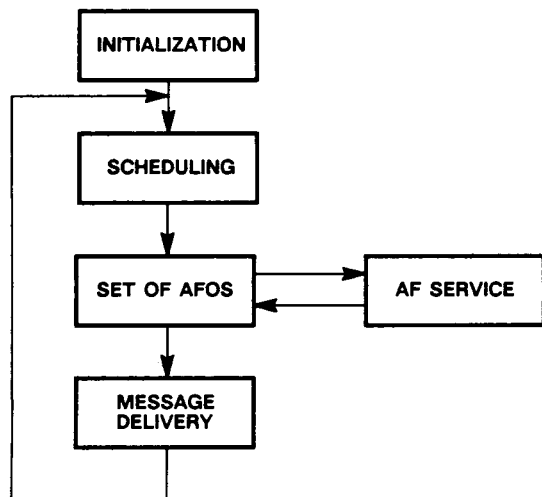 INITIALIZATION
SCHEDULING
SET OF AFOS
AF SERVICE
MESSAGE
DELIVERY